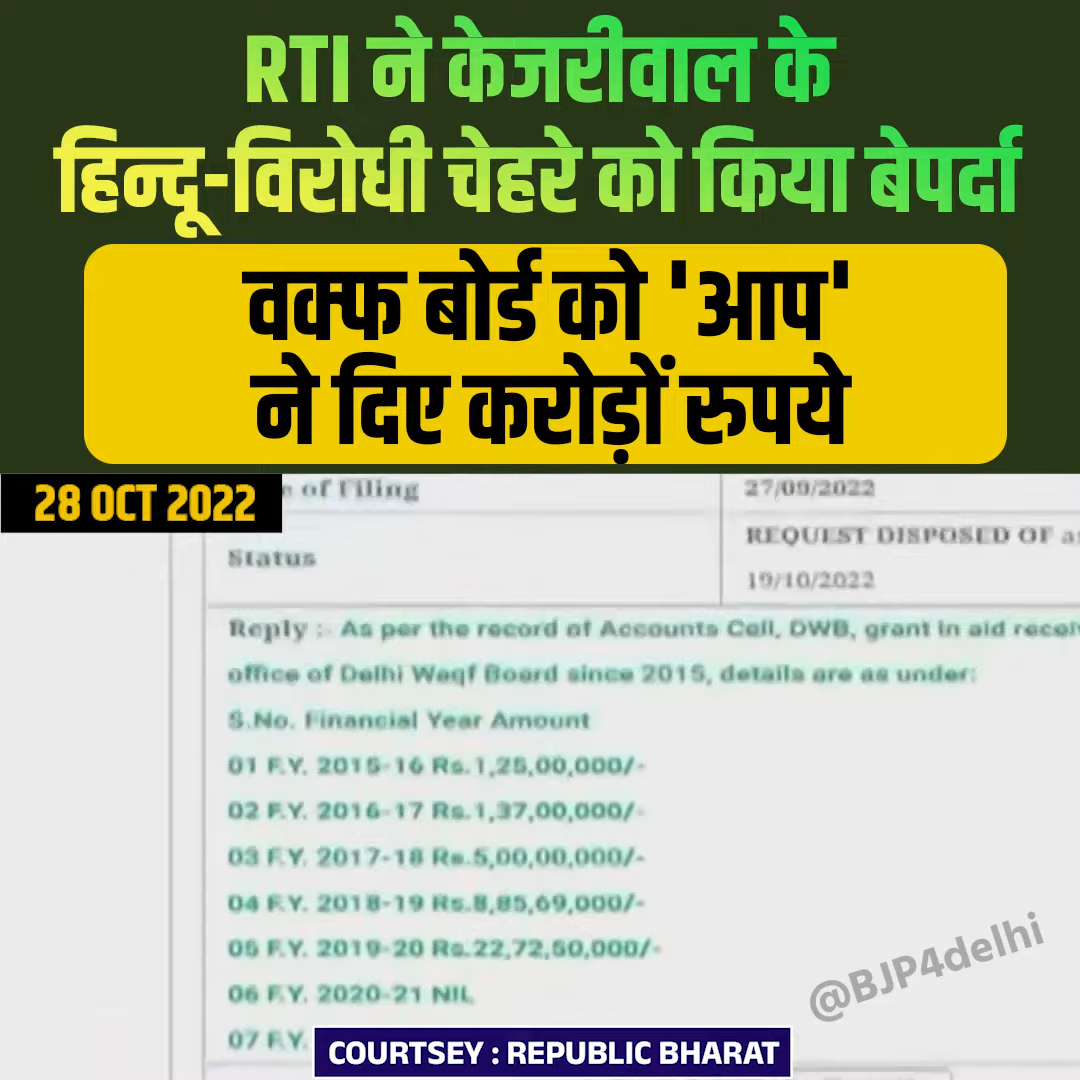 RTI ने केजरीवाल के
हिन्दू-विरोधी चेहरे को किया बेपर्दा
वक्फ बोर्ड को 'आप'
ने दिए करोड़ों रुपये
28 OCT 2022
e of Filing 27/09/2022
Status REQUEST DISPOSED OF as
19/10/2022
Reply :- As per the record of Accounts Cell, DWB, grant in aid recei
office of Delhi Waqf Board since 2015, details are as under:
S.No. Financial Year Amount
01 F.Y. 2015-16 Rs.1,25,00,000/-
02 F.Y. 2016-17 Rs.1,37,00,000/-
03 F.Y. 2017-18 Rs.5,00,00,000/-
04 F.Y. 2018-19 Rs.8,85,69,000/-
05 F.Y. 2019-20 Rs.22,72,50,000/-
06 F.Y. 2020-21 NIL
07 F.Y.
@BJP4delhi
COURTSEY : REPUBLIC BHARAT